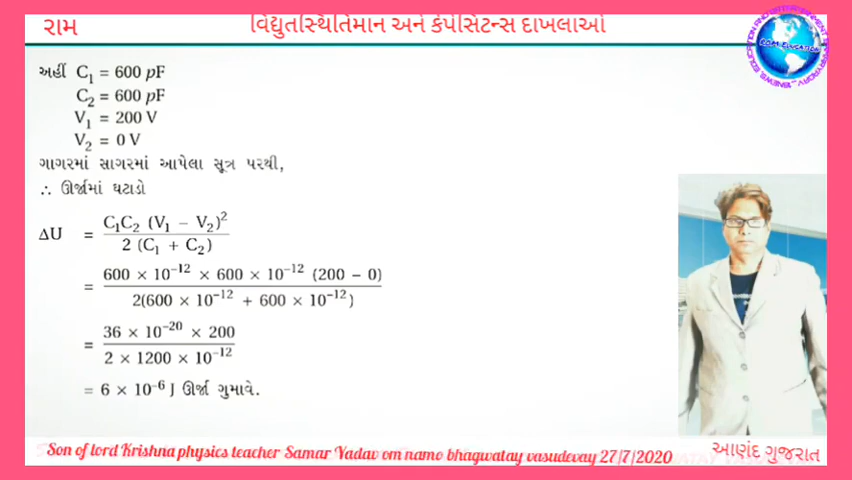 રામ
વિદ્યુતસ્થિતિમાન અને કેપેસિટન્સ દાખલાઓ
અહીં C₁ = 600 pF
C₂ = 600 pF
V₁ = 200 V
V₂ = 0 V
ગાગરમાં સાગરમાં આપેલા સૂત્ર પરથી,
∴ ઊર્જામાં ઘટાડો
ΔU = C₁C₂ (V₁ − V₂)² / 2 (C₁ + C₂)
= 600 × 10⁻¹² × 600 × 10⁻¹² (200 − 0) / 2(600 × 10⁻¹² + 600 × 10⁻¹²)
= 36 × 10⁻²⁰ × 200 / 2 × 1200 × 10⁻¹²
= 6 × 10⁻⁶ J ઊર્જા ગુમાવે.
Son of lord Krishna physics teacher Samar Yadav om namo bhagwatay vasudevay 27/7/2020
આણંદ ગુજરાત